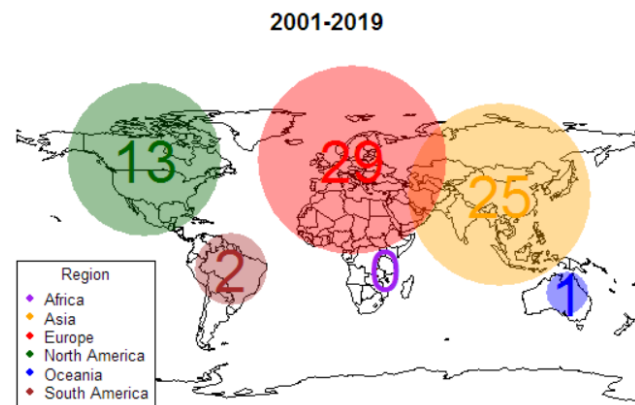 2001-2019
13
29
25
2
0
1
Region
Africa
Asia
Europe
North America
Oceania
South America